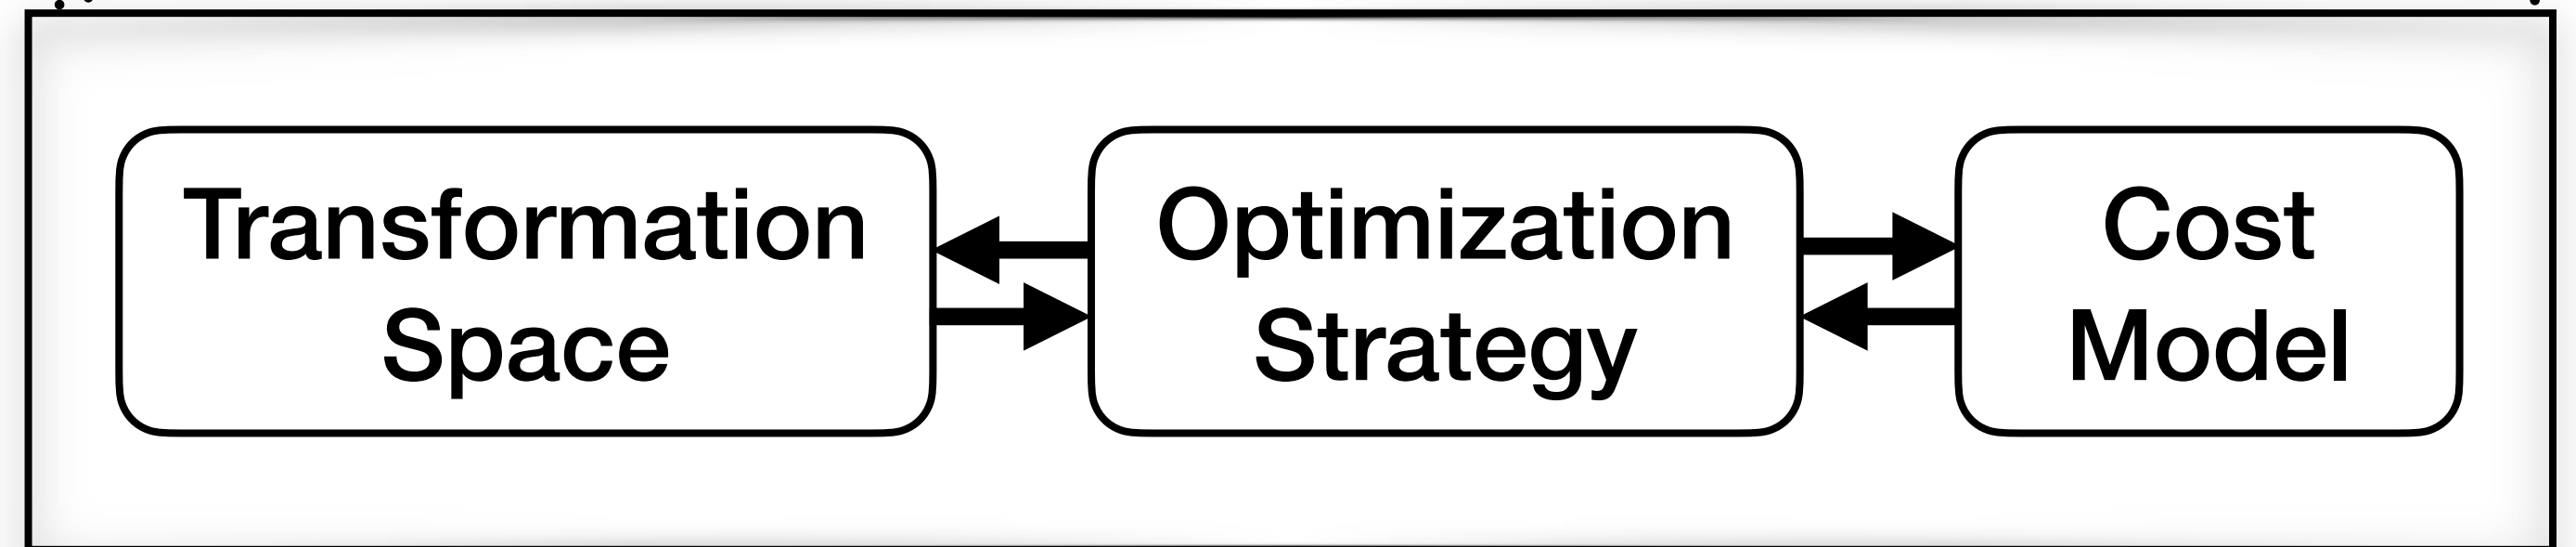 Transformation
Space
Optimization
Strategy
Cost
Model